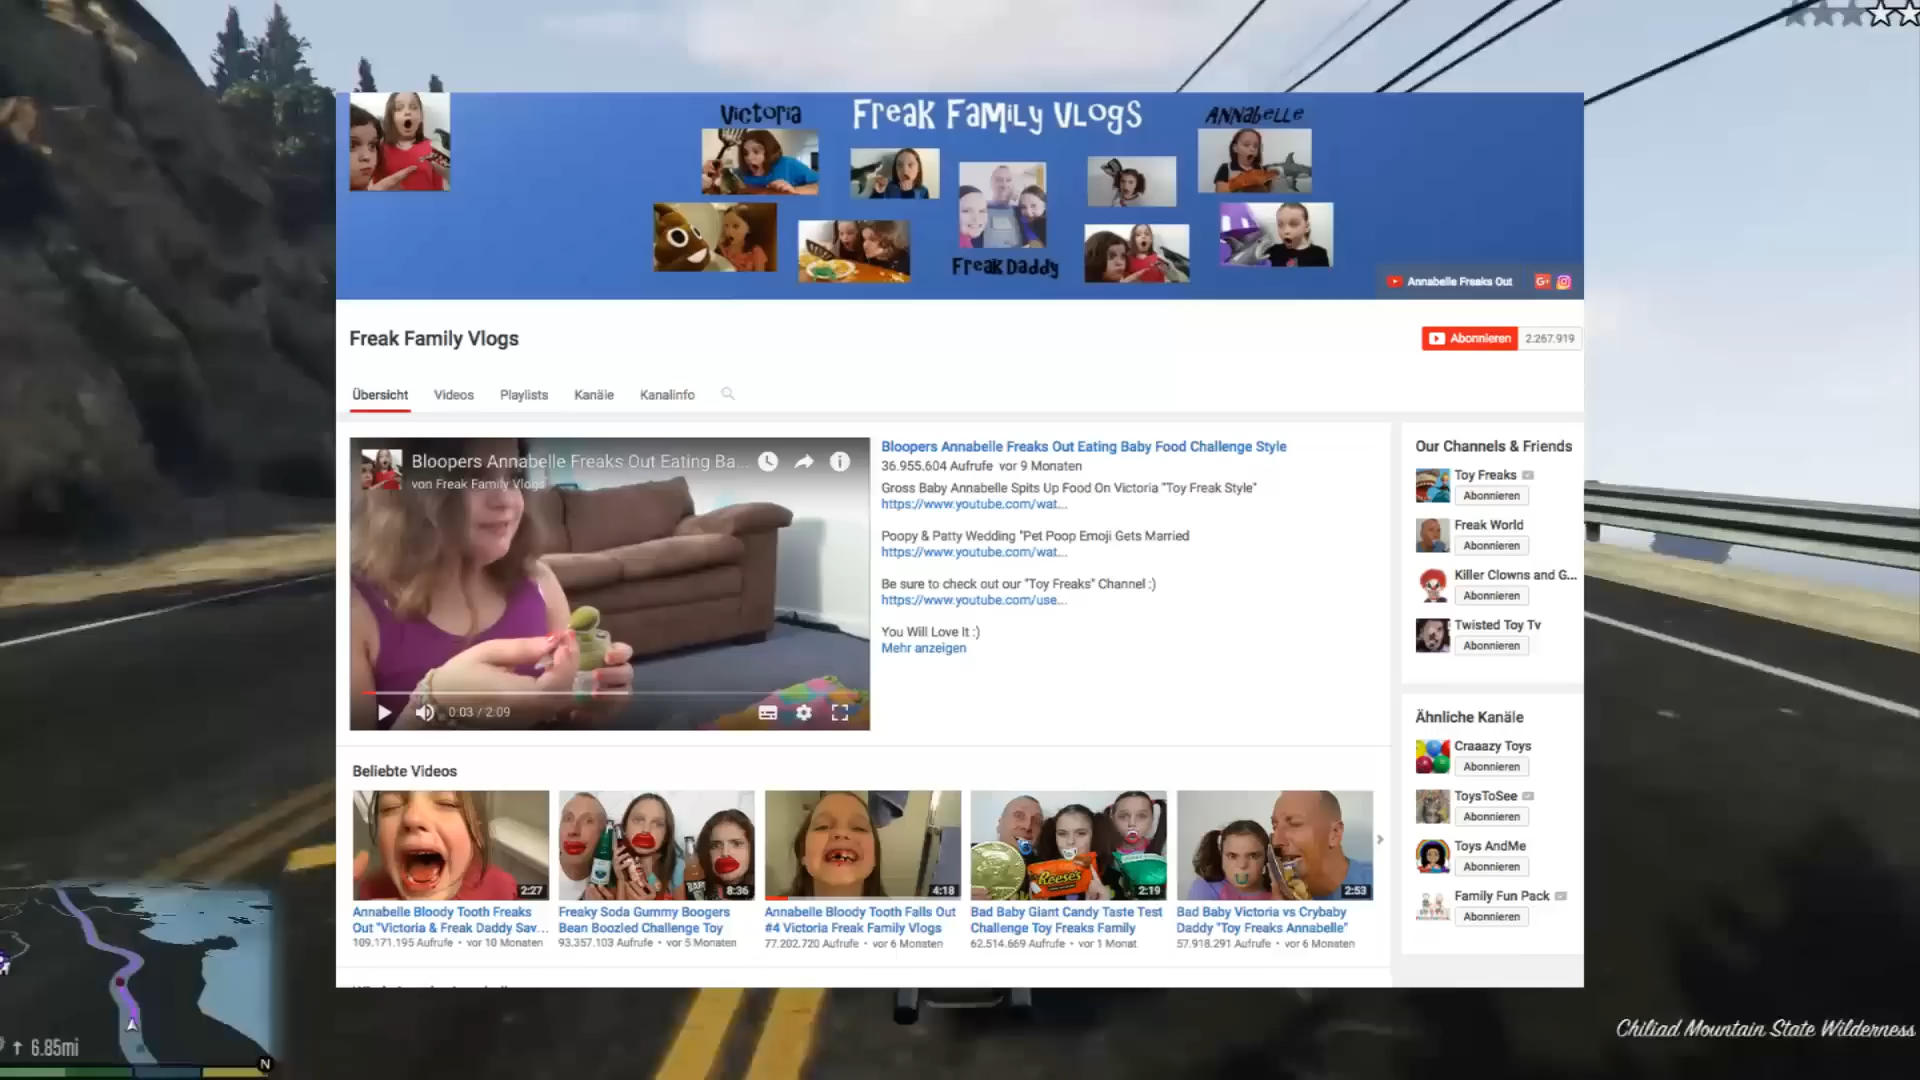 Victoria
Freak Family Vlogs
Annabelle
Freak Daddy
Annabelle Freaks Out
G+
Freak Family Vlogs
Abonnieren 2.267.919
Übersicht Videos Playlists Kanäle Kanalinfo
Bloopers Annabelle Freaks Out Eating Ba...
von Freak Family Vlogs
0:03 / 2:09
Bloopers Annabelle Freaks Out Eating Baby Food Challenge Style
36.955.604 Aufrufe vor 9 Monaten
Gross Baby Annabelle Spits Up Food On Victoria "Toy Freak Style"
https://www.youtube.com/wat...
Poopy & Patty Wedding "Pet Poop Emoji Gets Married
https://www.youtube.com/wat...
Be sure to check out our "Toy Freaks" Channel :)
https://www.youtube.com/use...
You Will Love It :)
Mehr anzeigen
Our Channels & Friends
Toy Freaks
Abonnieren
Freak World
Abonnieren
Killer Clowns and G...
Abonnieren
Twisted Toy Tv
Abonnieren
Ähnliche Kanäle
Craaazy Toys
Abonnieren
ToysToSee
Abonnieren
Toys AndMe
Abonnieren
Family Fun Pack
Abonnieren
Beliebte Videos
2:27
Annabelle Bloody Tooth Freaks
Out "Victoria & Freak Daddy Sav...
109.171.195 Aufrufe • vor 10 Monaten
8:36
Freaky Soda Gummy Boogers
Bean Boozled Challenge Toy
93.357.103 Aufrufe • vor 5 Monaten
4:18
Annabelle Bloody Tooth Falls Out
#4 Victoria Freak Family Vlogs
77.202.720 Aufrufe • vor 6 Monaten
Reese's
2:19
Bad Baby Giant Candy Taste Test
Challenge Toy Freaks Family
62.514.669 Aufrufe • vor 1 Monat
2:53
Bad Baby Victoria vs Crybaby
Daddy "Toy Freaks Annabelle"
57.918.291 Aufrufe • vor 6 Monaten
6.85mi
N
Chiliad Mountain State Wilderness